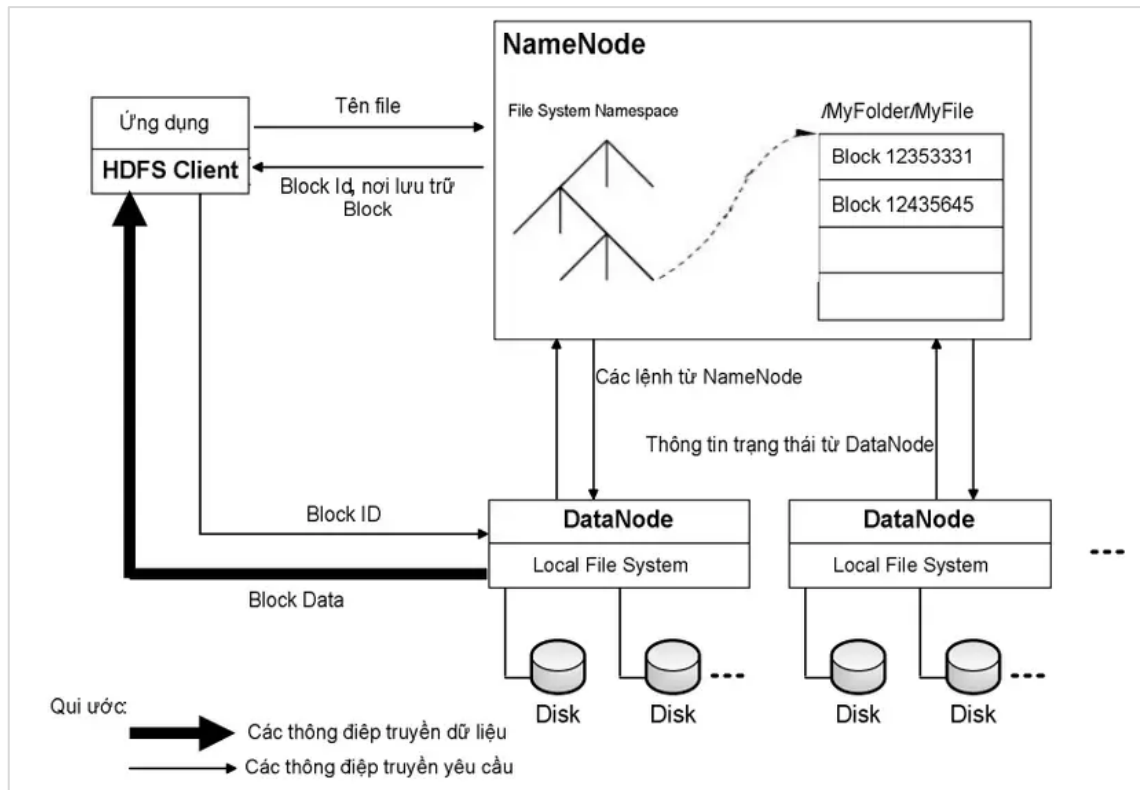 NameNode
File System Namespace
/MyFolder/MyFile
Block 12353331
Block 12435645
Ứng dụng
HDFS Client
Tên file
Block Id, nơi lưu trữ
Block
Các lệnh từ NameNode
Thông tin trạng thái từ DataNode
Block ID
Block Data
DataNode
Local File System
Disk
Disk
DataNode
Local File System
Disk
Disk
Qui ước:
Các thông điệp truyền dữ liệu
Các thông điệp truyền yêu cầu